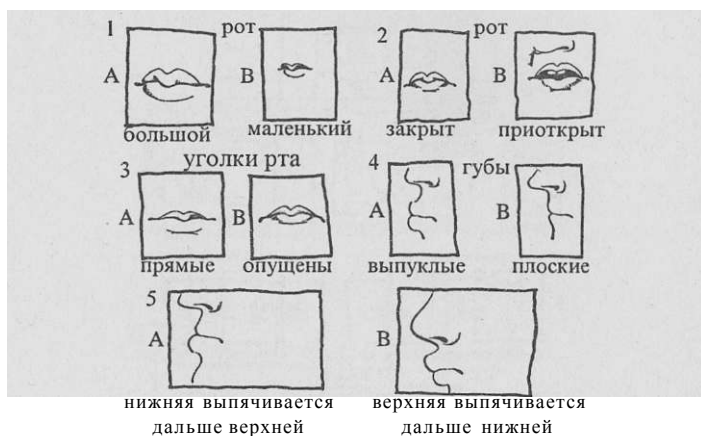 1 рот
А В
большой маленький
2 рот
А В
закрыт приоткрыт
3 уголки рта
А В
прямые опущены
4 губы
А В
выпуклые плоские
5
А В
нижняя выпячивается
дальше верхней
верхняя выпячивается
дальше нижней